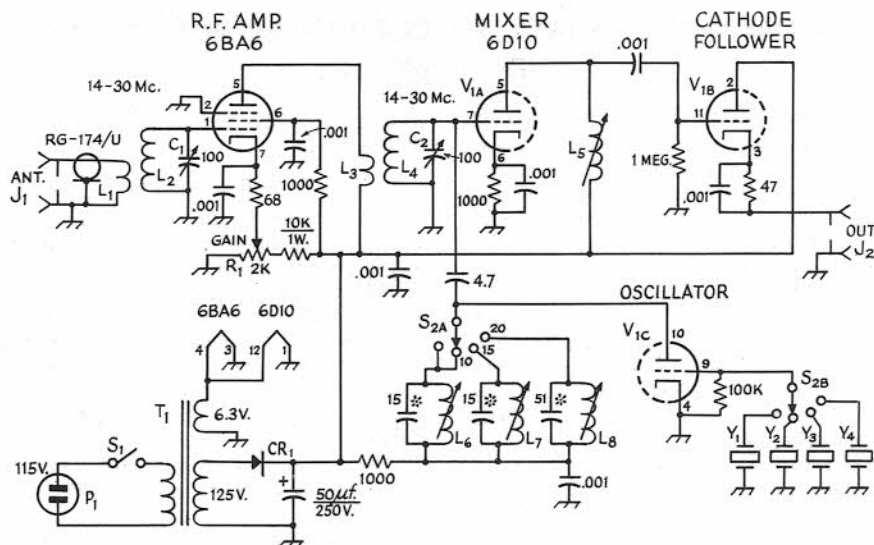 R.F. AMP.
6BA6
MIXER
6D10
CATHODE
FOLLOWER
14-30 Mc.
5
2
1
6
7
RG-174/U
C1
100
L2
L1
ANT.
J1
.001
.001
68
1000
L3
GAIN
R1
2K
10K
1W.
14-30 Mc.
V1A
5
7
6
C2
100
L4
1000
.001
L5
.001
V1B
2
11
3
1 MEG.
.001
47
OUT
J2
.001
4.7
OSCILLATOR
6BA6
6D10
4
3
12
1
S2A
10
15
20
V1C
10
9
4
100K
S2B
15
*
L6
15
*
L7
51
*
L8
Y1
Y2
Y3
Y4
T1
6.3V.
S1
115V.
P1
125V.
CR1
+
50µf.
250V.
1000
.001